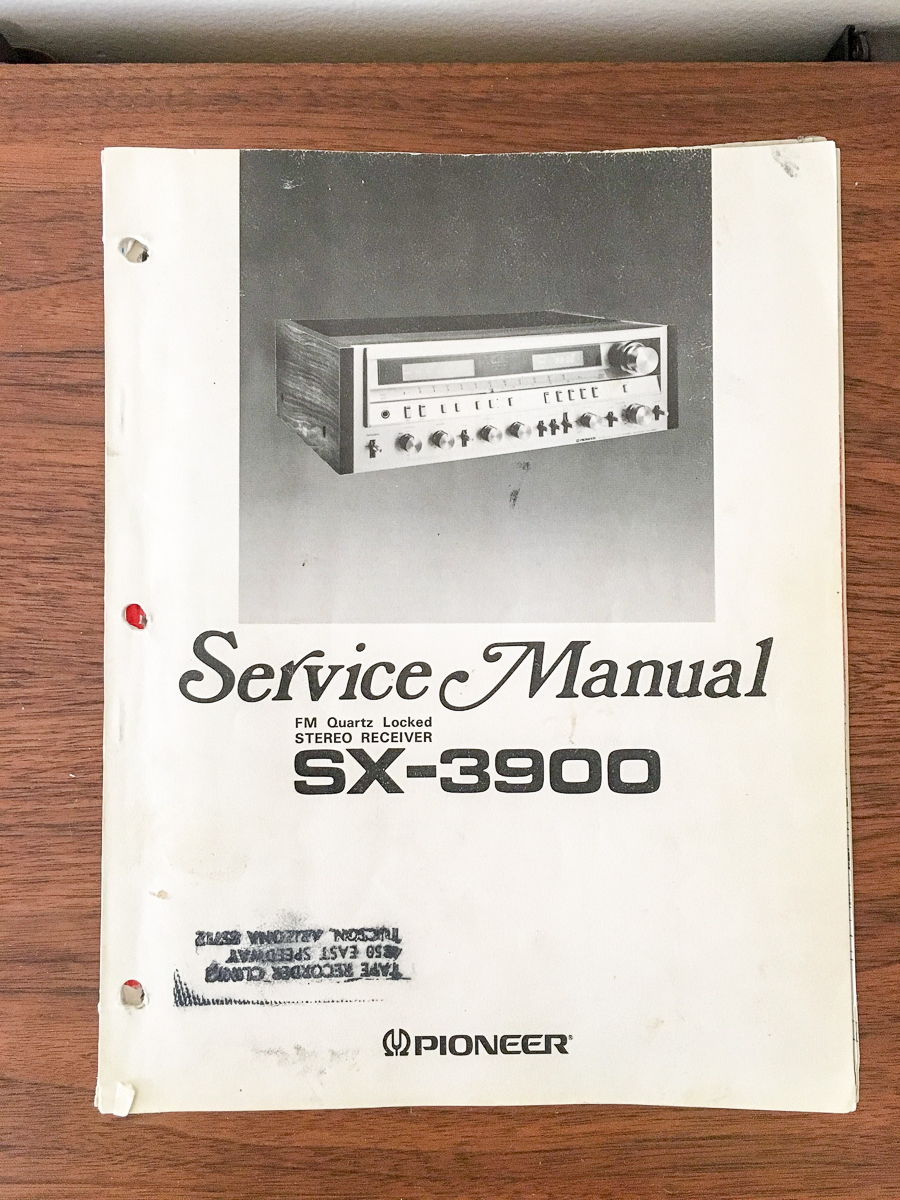 PIONEER
Service Manual
FM Quartz Locked
STEREO RECEIVER
SX-3900
TAPE RECORDER CLINIC
4850 EAST SPEEDWAY
TUCSON, ARIZONA 85712
PIONEER®